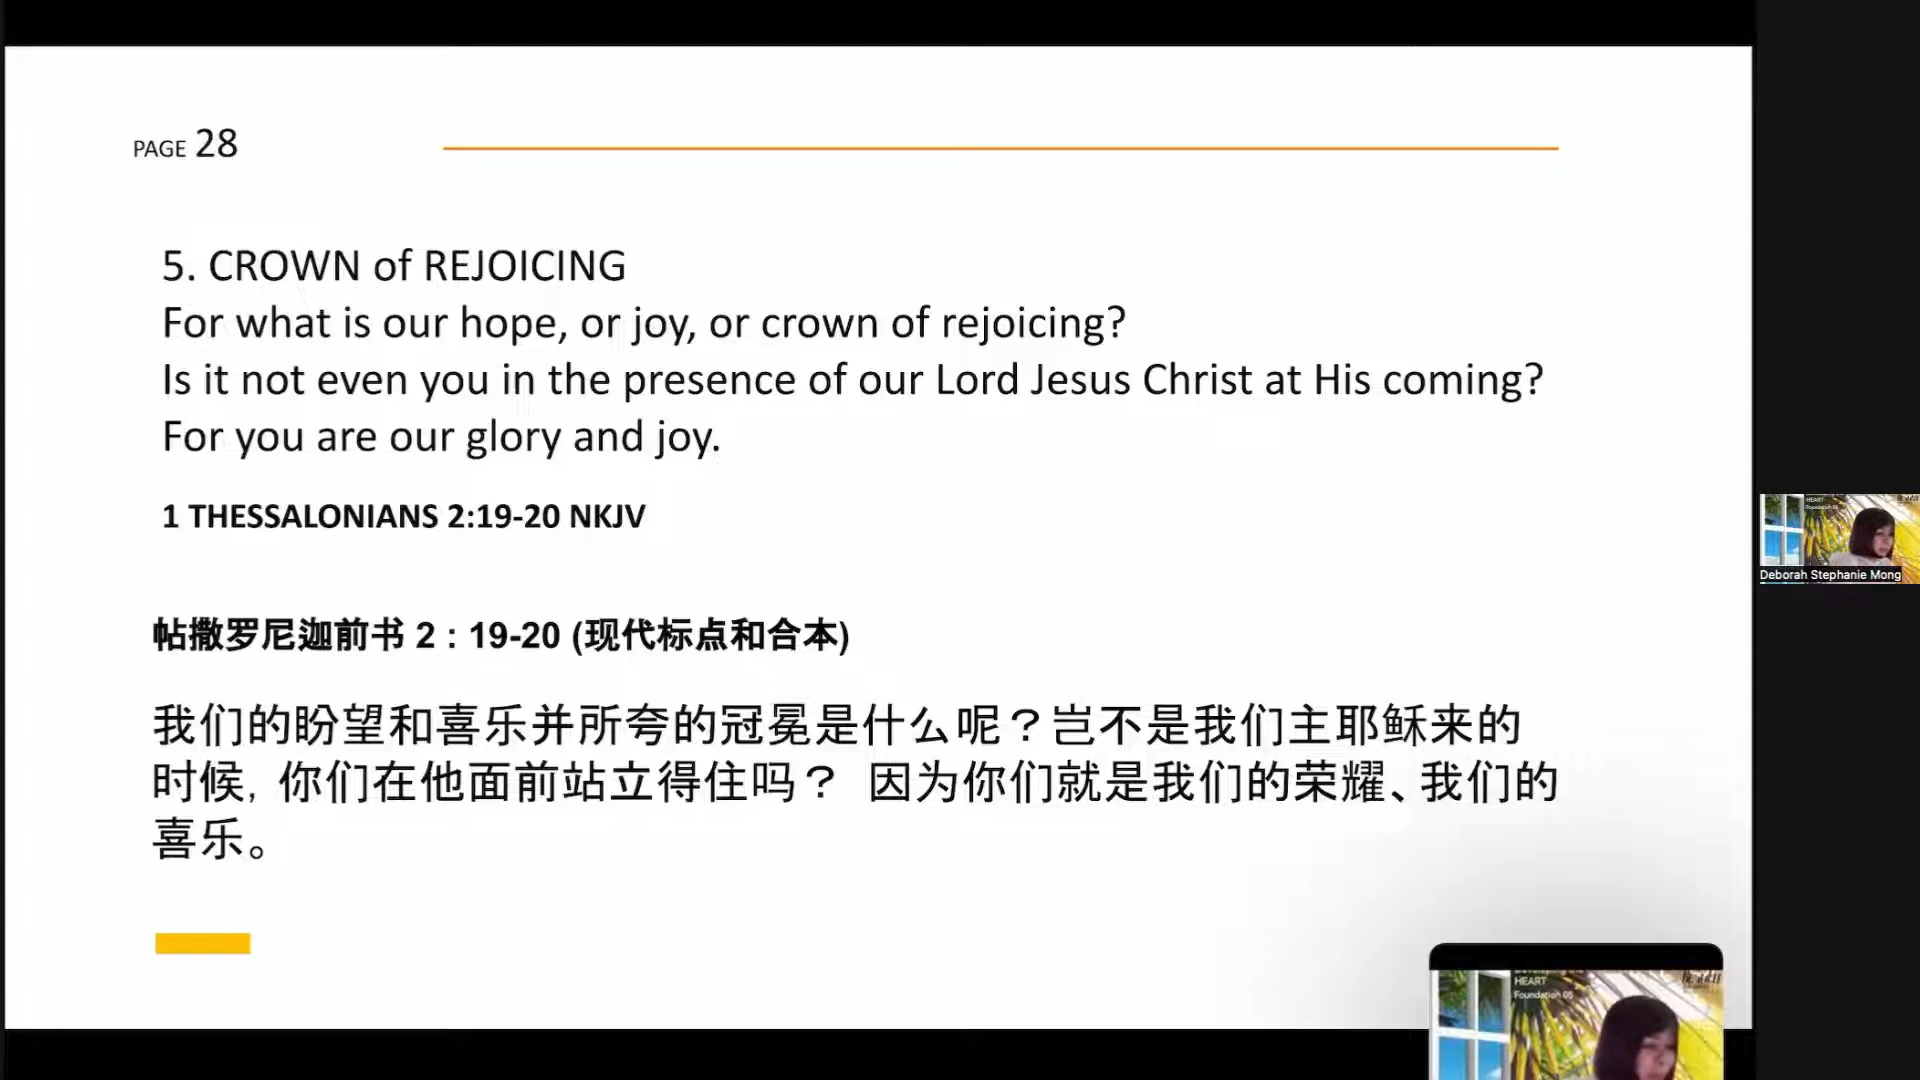 PAGE 28
5. CROWN of REJOICING
For what is our hope, or joy, or crown of rejoicing?
Is it not even you in the presence of our Lord Jesus Christ at His coming?
For you are our glory and joy.
1 THESSALONIANS 2:19-20 NKJV
帖撒罗尼迦前书 2 : 19-20 (现代标点和合本)
我们的盼望和喜乐并所夸的冠冕是什么呢？岂不是我们主耶稣来的
时候, 你们在他面前站立得住吗？ 因为你们就是我们的荣耀、我们的
喜乐。
HEART
Foundation 05
Deborah Stephanie Mong
HEART
Foundation 05